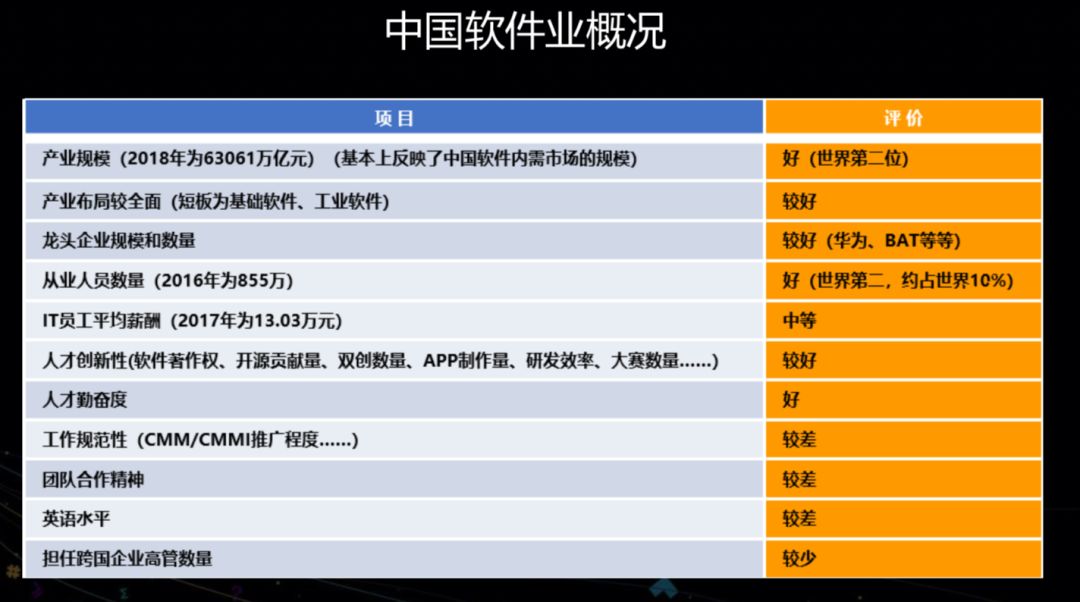 中国软件业概况
项 目
评 价
产业规模（2018年为63061万亿元）（基本上反映了中国软件内需市场的规模）
好（世界第二位）
产业布局较全面（短板为基础软件、工业软件）
较好
龙头企业规模和数量
较好（华为、BAT等等）
从业人员数量（2016年为855万）
好（世界第二，约占世界10%）
IT员工平均薪酬（2017年为13.03万元）
中等
人才创新性(软件著作权、开源贡献量、双创数量、APP制作量、研发效率、大赛数量……）
较好
人才勤奋度
好
工作规范性（CMM/CMMI推广程度……）
较差
团队合作精神
较差
英语水平
较差
担任跨国企业高管数量
较少